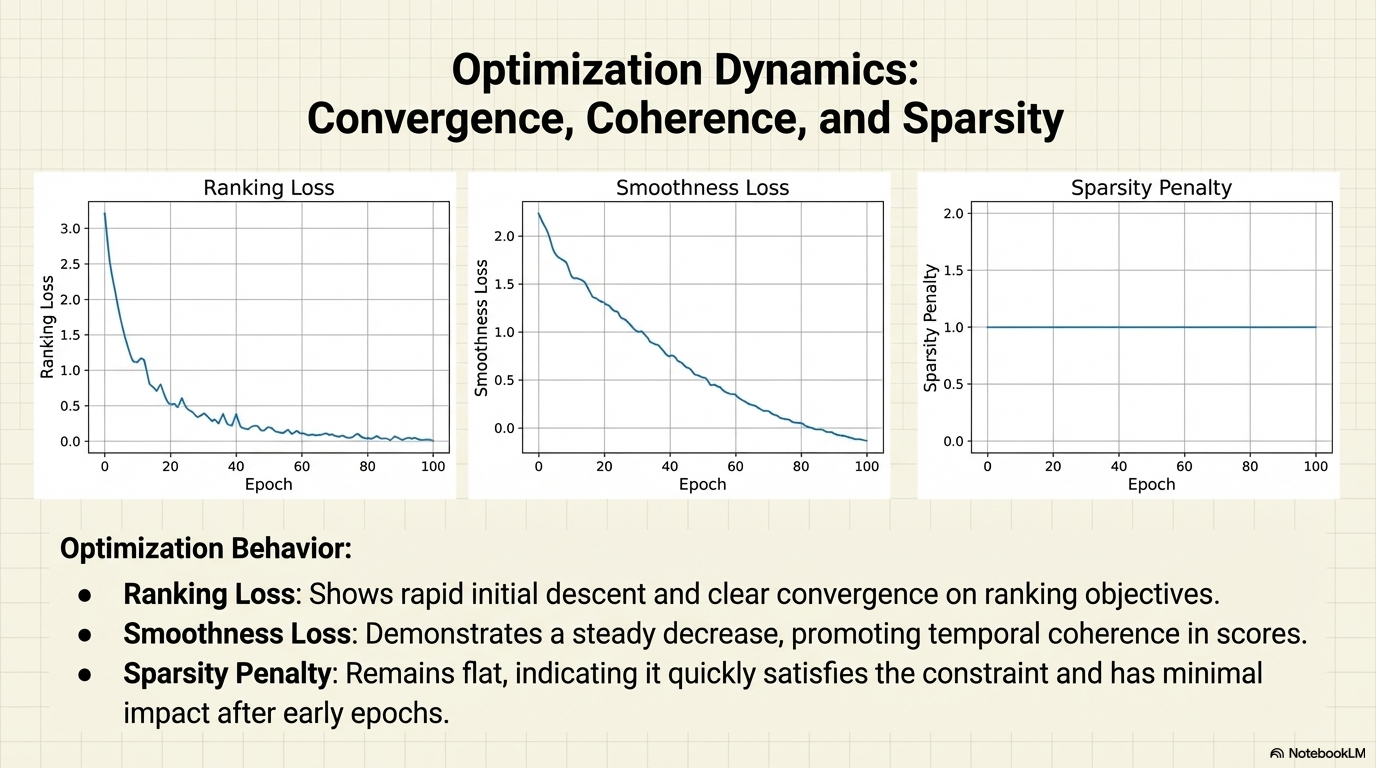 Optimization Dynamics:
Convergence, Coherence, and Sparsity
Ranking Loss
Ranking Loss
3.0
2.5
2.0
1.5
1.0
0.5
0.0
0 20 40 60 80 100
Epoch
Smoothness Loss
Smoothness Loss
2.0
1.5
1.0
0.5
0.0
0 20 40 60 80 100
Epoch
Sparsity Penalty
Sparsity Penalty
2.0
1.5
1.0
0.5
0.0
0 20 40 60 80 100
Epoch
Optimization Behavior:
● Ranking Loss: Shows rapid initial descent and clear convergence on ranking objectives.
● Smoothness Loss: Demonstrates a steady decrease, promoting temporal coherence in scores.
● Sparsity Penalty: Remains flat, indicating it quickly satisfies the constraint and has minimal
impact after early epochs.
NotebookLM